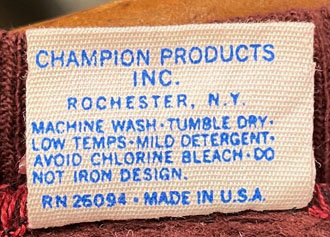 CHAMPION PRODUCTS
INC.
ROCHESTER, N.Y.
MACHINE WASH • TUMBLE DRY •
LOW TEMPS • MILD DETERGENT •
AVOID CHLORINE BLEACH • DO
NOT IRON DESIGN.
RN 26094 • MADE IN U.S.A.